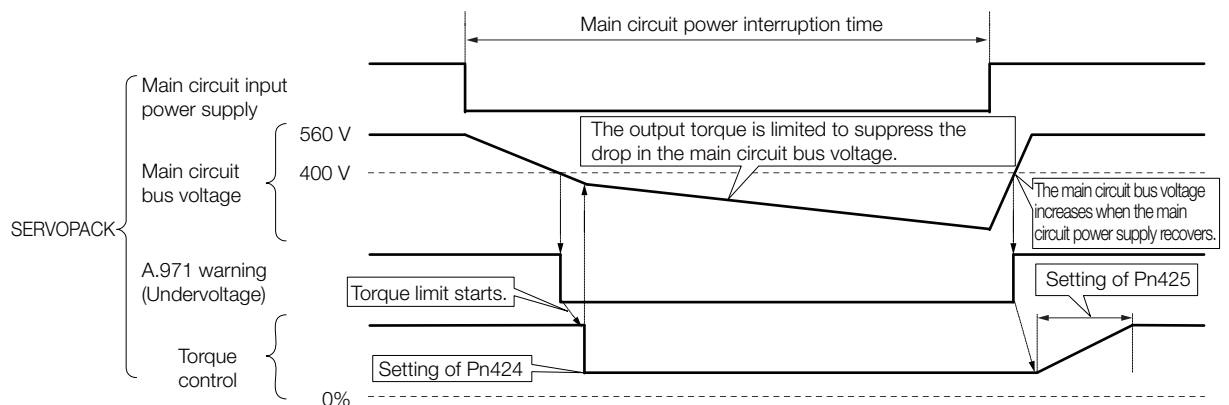 Main circuit power interruption time
Main circuit input
power supply
560 V
The output torque is limited to suppress the
drop in the main circuit bus voltage.
Main circuit
bus voltage
400 V
The main circuit bus voltage
increases when the main
circuit power supply recovers.
SERVOPACK
A.971 warning
(Undervoltage)
Torque limit starts.
Setting of Pn425
Torque
control
Setting of Pn424
0%